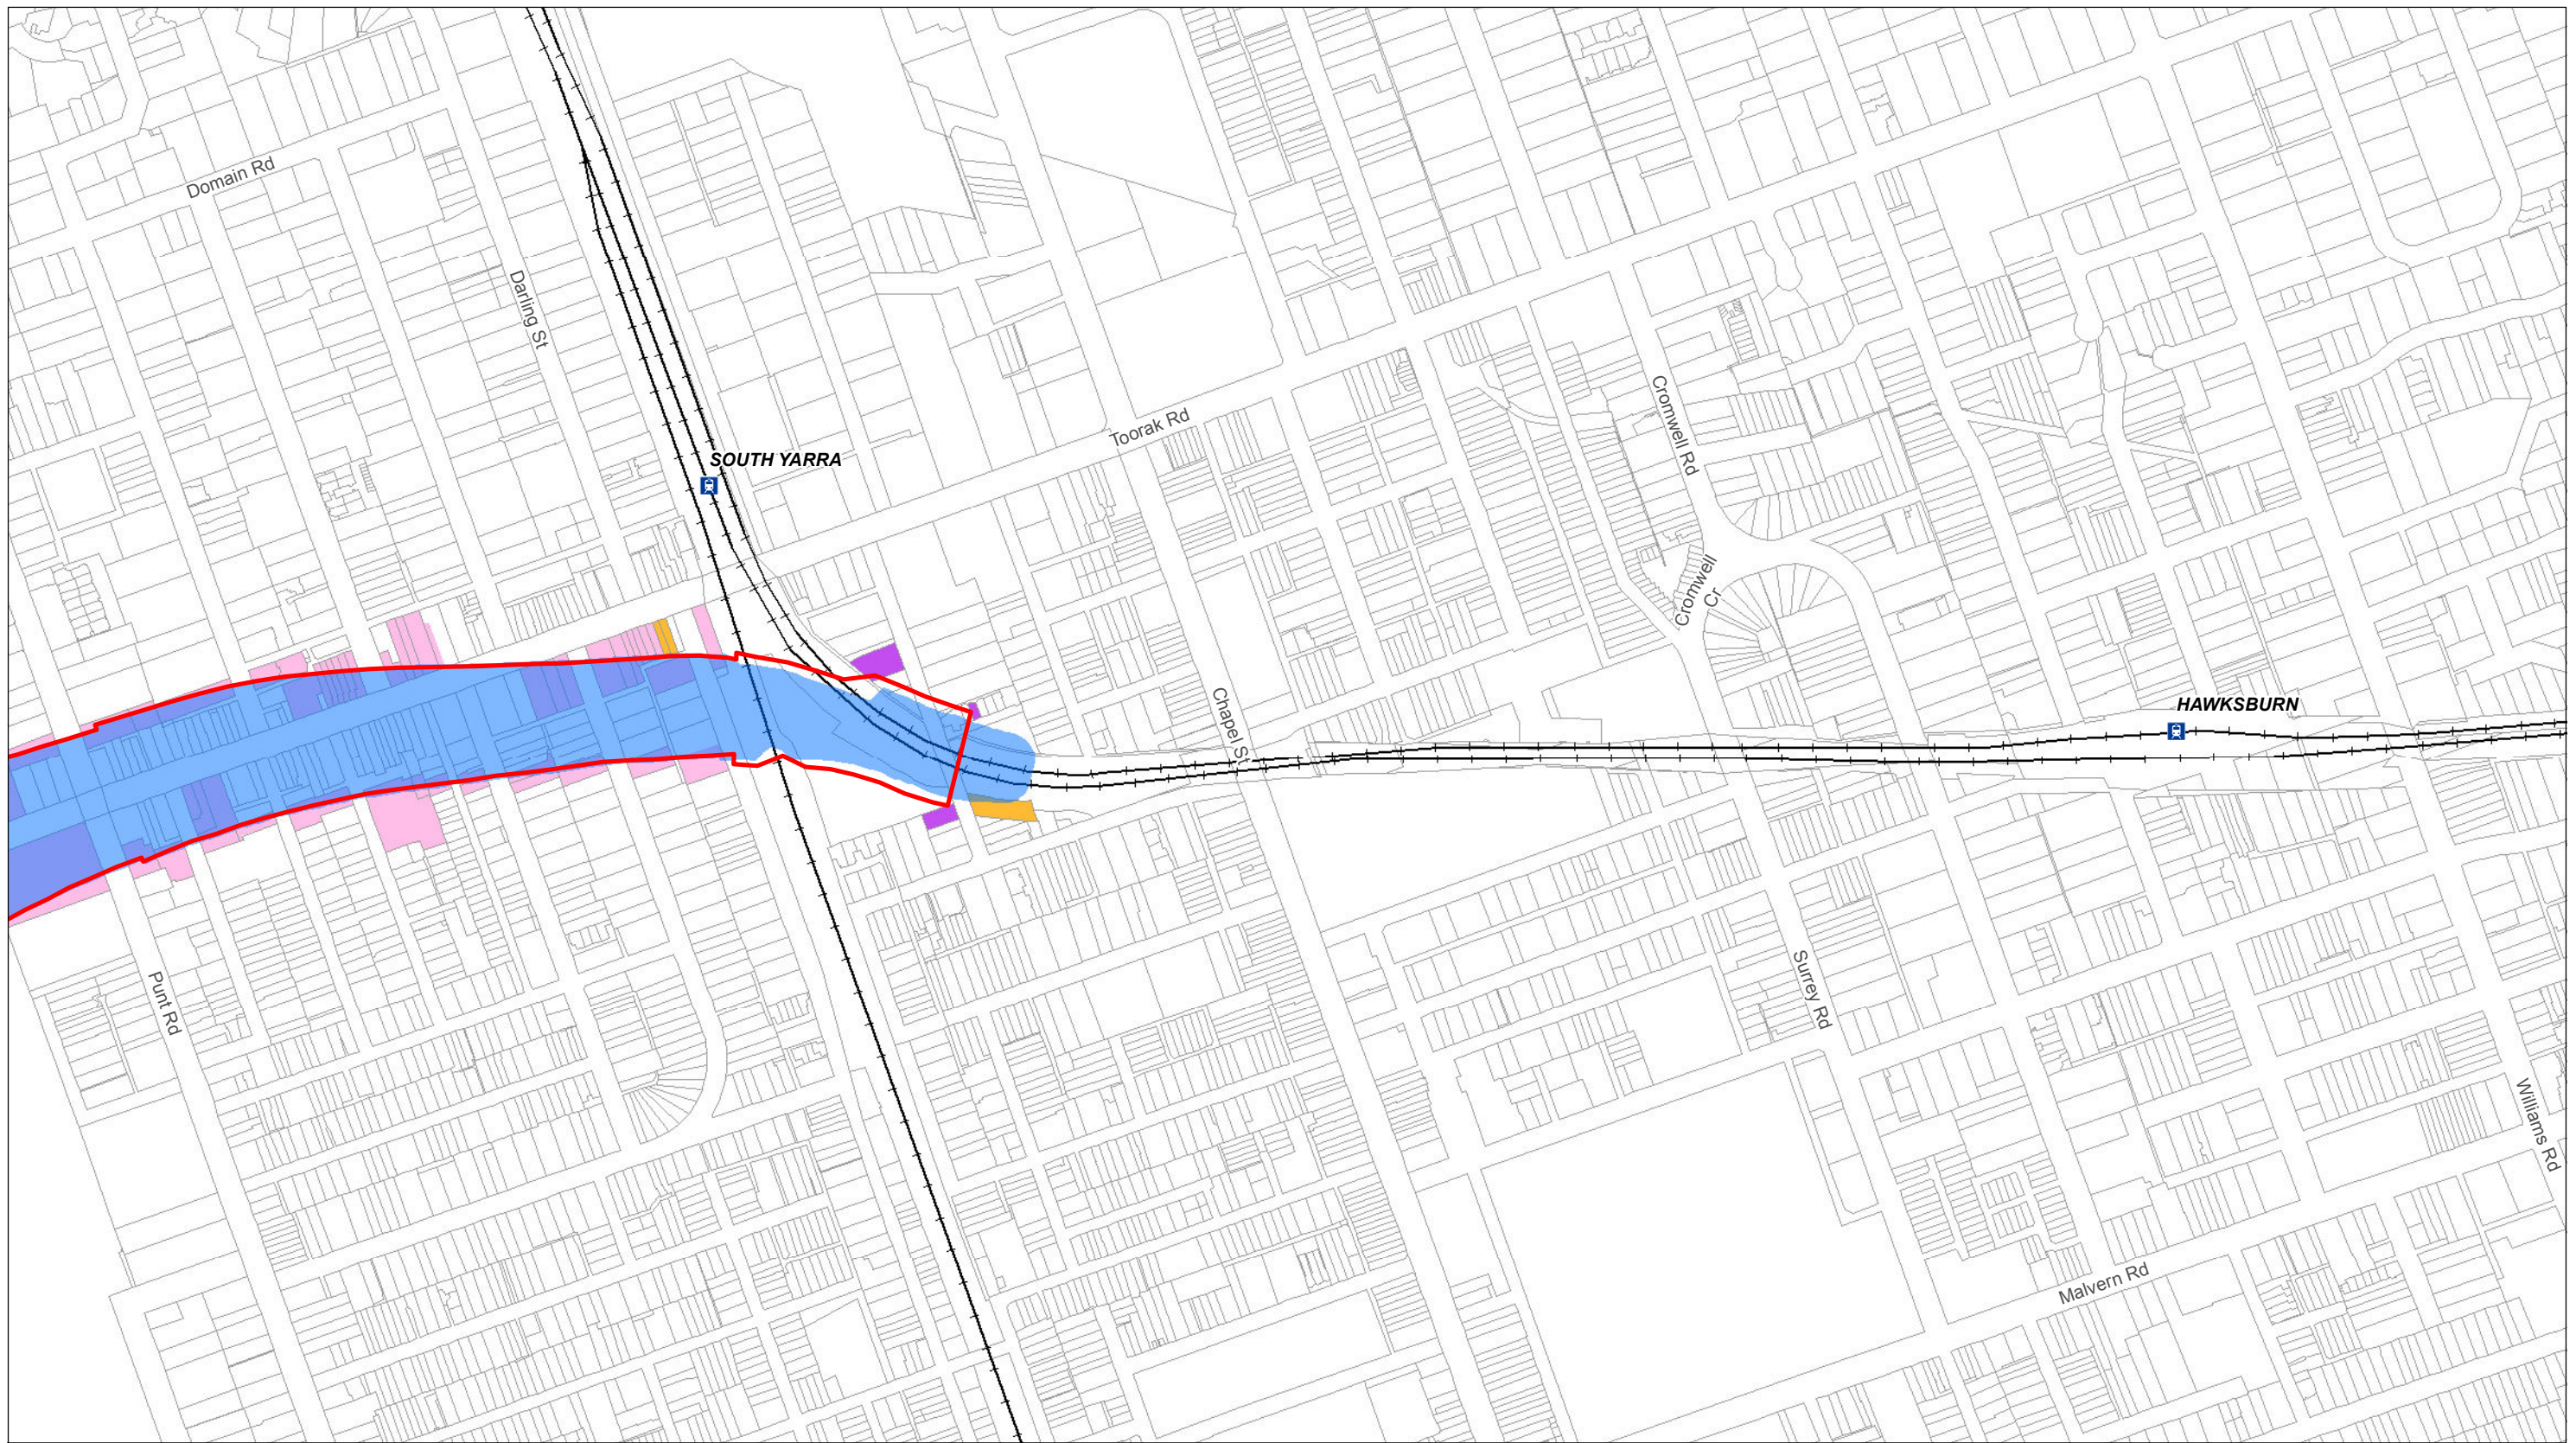 Domain Rd
Darling St
Toorak Rd
Cromwell Rd
SOUTH YARRA
Cromwell
Cr
Chapel St
HAWKSBURN
Punt Rd
Surrey Rd
Williams Rd
Malvern Rd